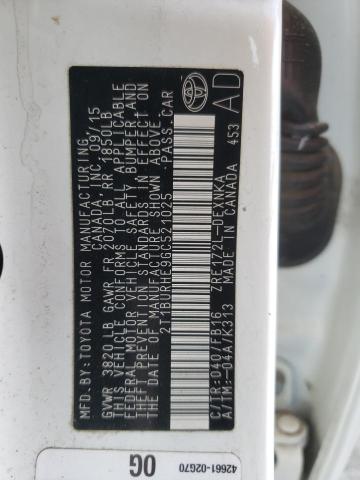 MFD.BY:TOYOTA MOTOR MANUFACTURING
CANADA, INC. 09/15
GVWR 3820 LB GAWR FR 2070LB, RR 1850LB
THIS VEHICLE CONFORMS TO ALL APPLICABLE
FEDERAL MOTOR VEHICLE SAFETY, BUMPER AND
THEFT PREVENTION STANDARDS IN EFFECT ON
THE DATE OF MANUFACTURE SHOWN ABOVE.
2T1BURHE9GC521025 PASS.CAR
C/TR:040/FB16 ZRE172L-DEXNKA
A/TM:-04A/K313 MADE IN CANADA 453
AD
42661-02G70
0G